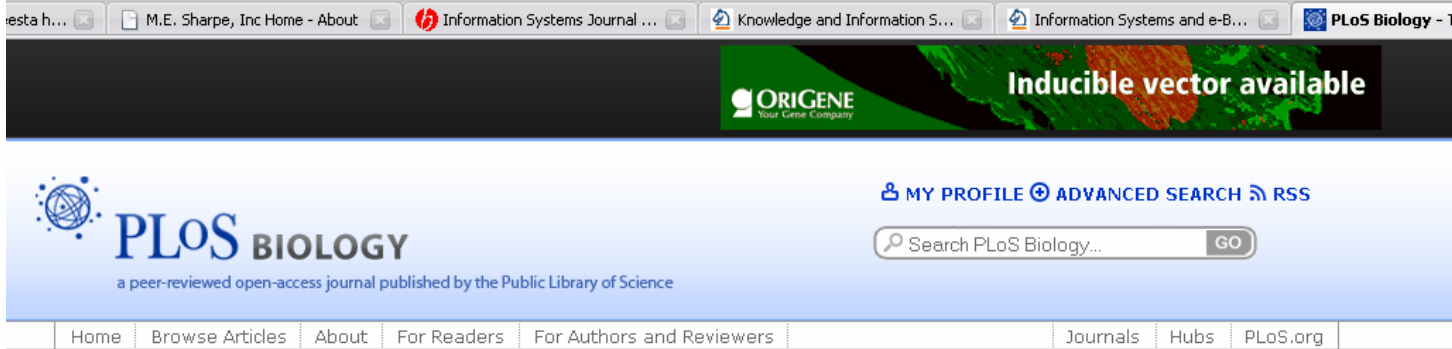 eesta h... M.E. Sharpe, Inc Home - About Information Systems Journal ... Knowledge and Information S... Information Systems and e-B... PLoS Biology -
ORIGENE
Your Gene Company
Inducible vector available
MY PROFILE ADVANCED SEARCH RSS
PLoS BIOLOGY
Search PLoS Biology... GO
a peer-reviewed open-access journal published by the Public Library of Science
Home Browse Articles About For Readers For Authors and Reviewers Journals Hubs PLoS.org